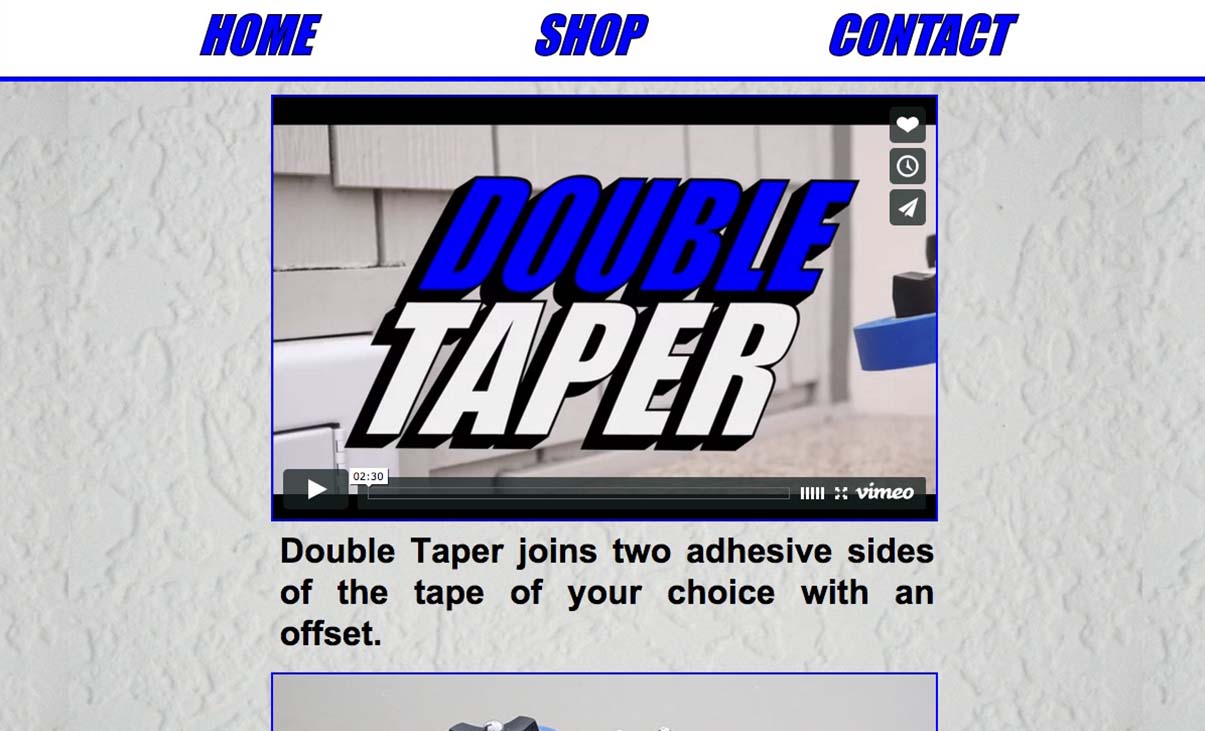 HOME SHOP CONTACT
DOUBLE
TAPER
02:30
vimeo
Double Taper joins two adhesive sides
of the tape of your choice with an
offset.